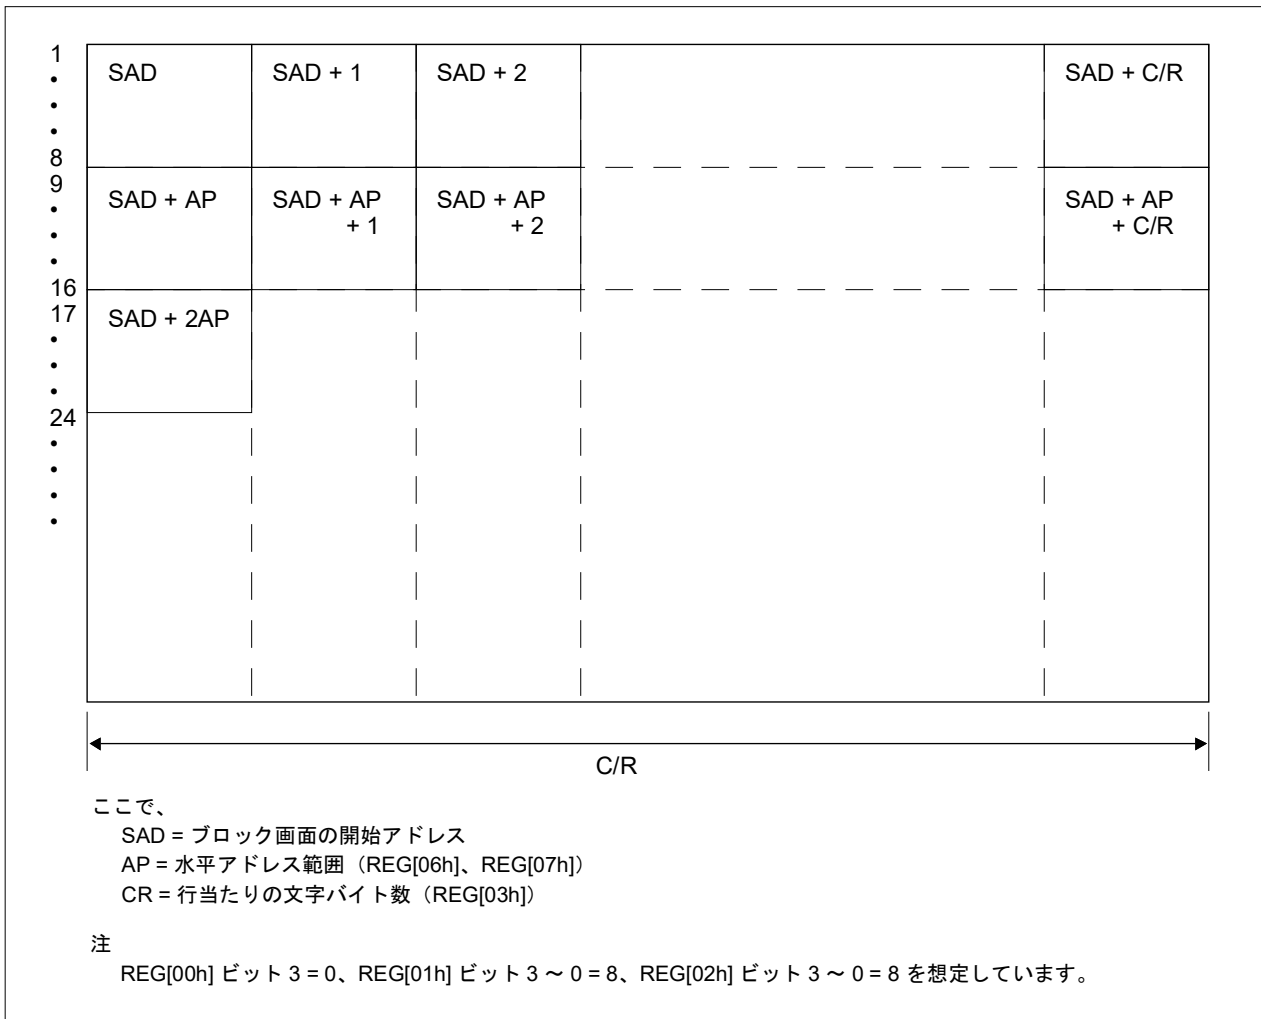 1
•
•
•
8
SAD
SAD + 1
SAD + 2
SAD + C/R
9
•
•
•
16
SAD + AP
SAD + AP
+ 1
SAD + AP
+ 2
SAD + AP
+ C/R
17
•
•
•
24
SAD + 2AP
•
•
•
•
C/R
ここで、
SAD = ブロック画面の開始アドレス
AP = 水平アドレス範囲（REG[06h]、REG[07h]）
CR = 行当たりの文字バイト数（REG[03h]）
注
REG[00h] ビット 3 = 0、REG[01h] ビット 3 ～ 0 = 8、REG[02h] ビット 3 ～ 0 = 8 を想定しています。